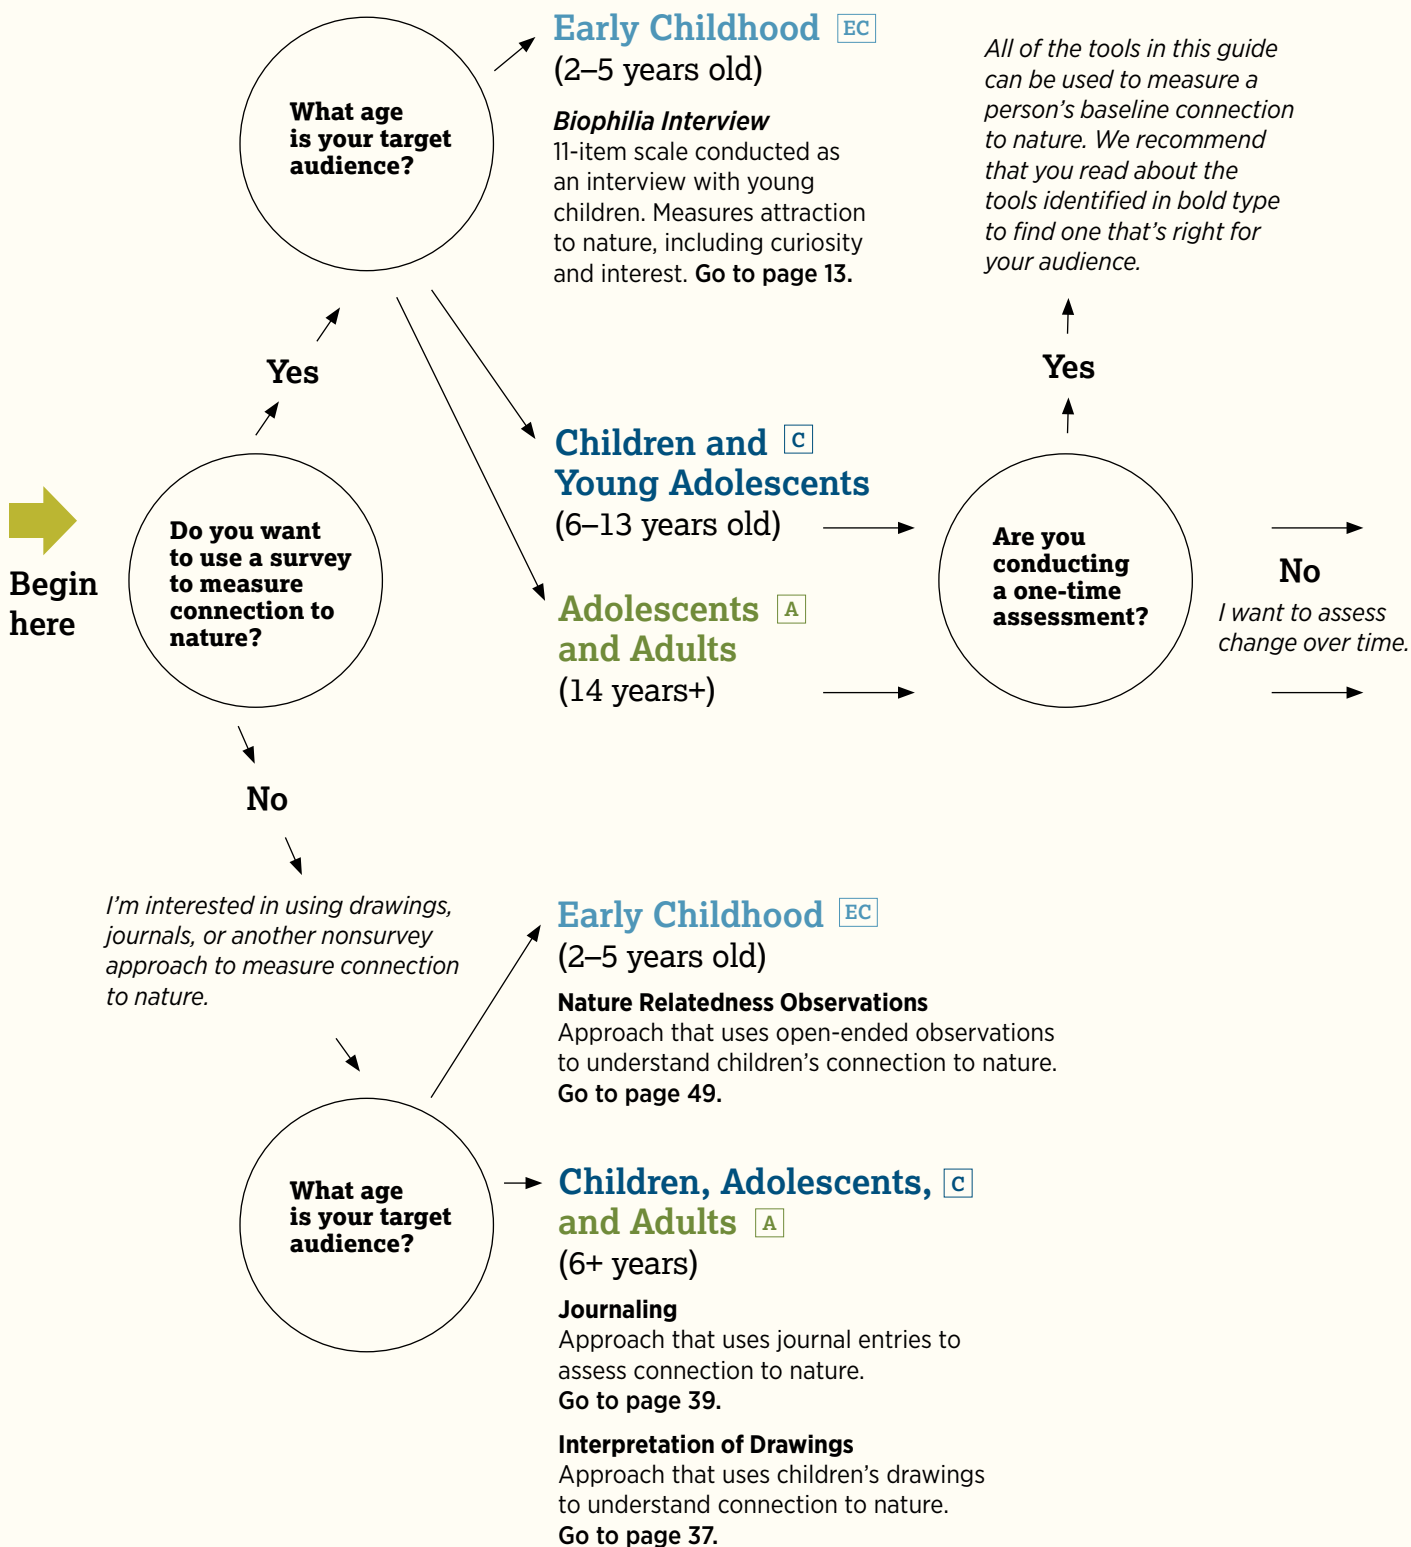 Begin
here
Do you want
to use a survey
to measure
connection to
nature?
Yes
What age
is your target
audience?
Early Childhood EC
(2–5 years old)
Biophilia Interview
11-item scale conducted as
an interview with young
children. Measures attraction
to nature, including curiosity
and interest. Go to page 13.
Children and C
Young Adolescents
(6–13 years old)
Adolescents A
and Adults
(14 years+)
Are you
conducting
a one-time
assessment?
Yes
All of the tools in this guide
can be used to measure a
person’s baseline connection
to nature. We recommend
that you read about the
tools identified in bold type
to find one that’s right for
your audience.
No
I want to assess
change over time.
No
I’m interested in using drawings,
journals, or another nonsurvey
approach to measure connection
to nature.
What age
is your target
audience?
Early Childhood EC
(2–5 years old)
Nature Relatedness Observations
Approach that uses open-ended observations
to understand children’s connection to nature.
Go to page 49.
Children, Adolescents, C
and Adults A
(6+ years)
Journaling
Approach that uses journal entries to
assess connection to nature.
Go to page 39.
Interpretation of Drawings
Approach that uses children’s drawings
to understand connection to nature.
Go to page 37.